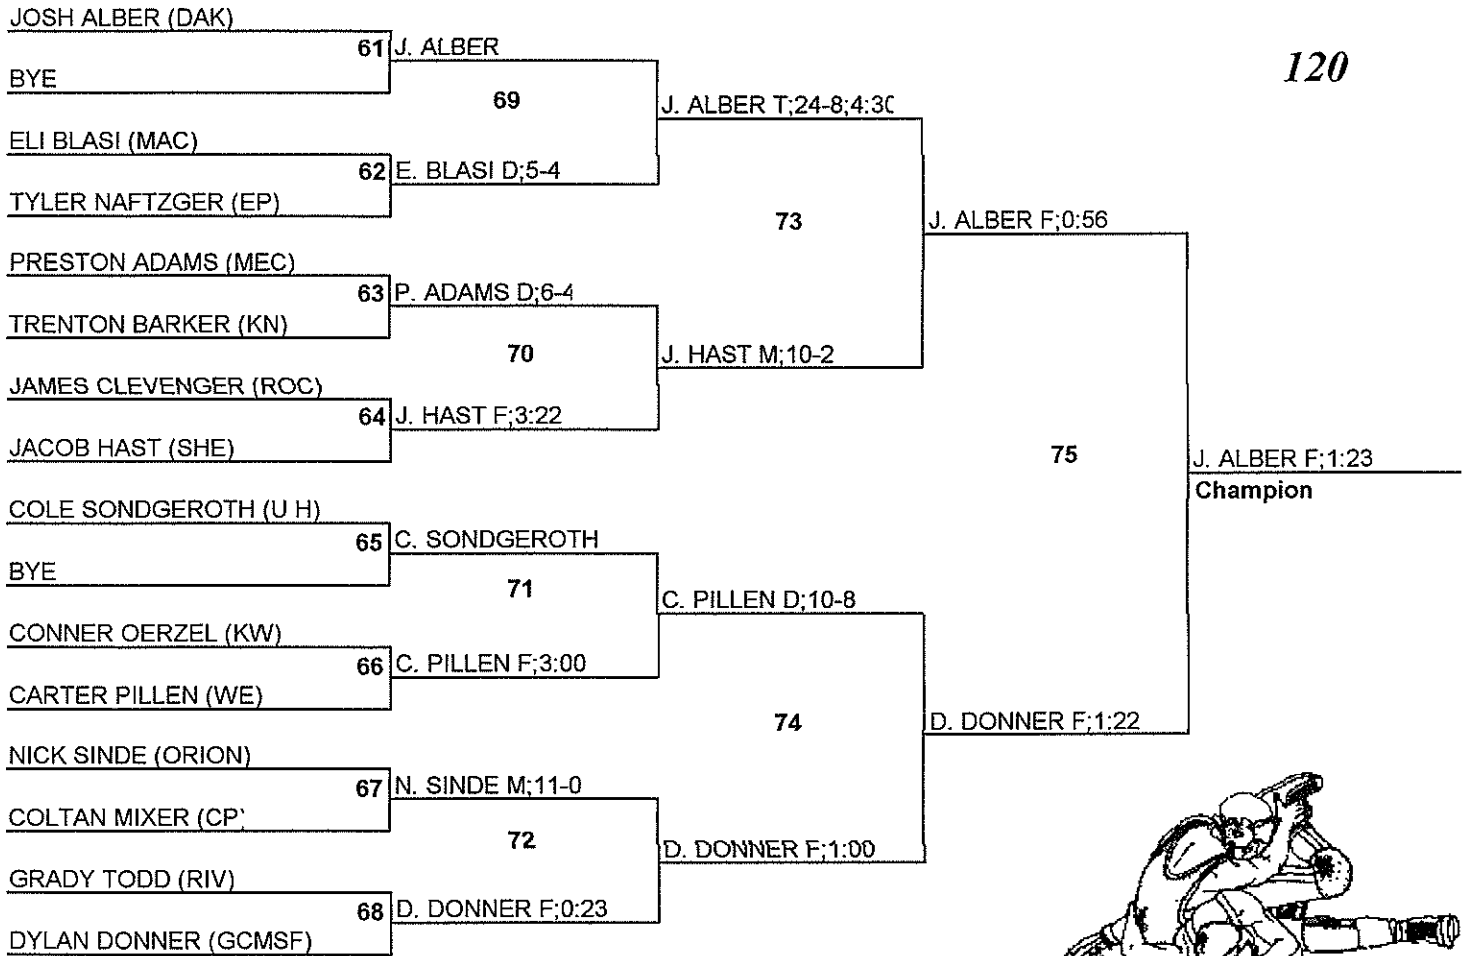 JOSH ALBER (DAK)
61 J. ALBER
BYE
120
69
J. ALBER T;24-8;4:30
ELI BLASI (MAC)
62 E. BLASI D;5-4
TYLER NAFTZGER (EP)
73
J. ALBER F;0:56
PRESTON ADAMS (MEC)
63 P. ADAMS D;6-4
TRENTON BARKER (KN)
70
J. HAST M;10-2
JAMES CLEVENGER (ROC)
64 J. HAST F;3:22
JACOB HAST (SHE)
75
J. ALBER F;1:23
Champion
COLE SONDGEROTH (U H)
65 C. SONDGEROTH
BYE
71
C. PILLEN D;10-8
CONNER OERZEL (KW)
66 C. PILLEN F;3:00
CARTER PILLEN (WE)
74
D. DONNER F;1:22
NICK SINDE (ORION)
67 N. SINDE M;11-0
COLTAN MIXER (CP)
72
D. DONNER F;1:00
GRADY TODD (RIV)
68 D. DONNER F;0:23
DYLAN DONNER (GCMSF)